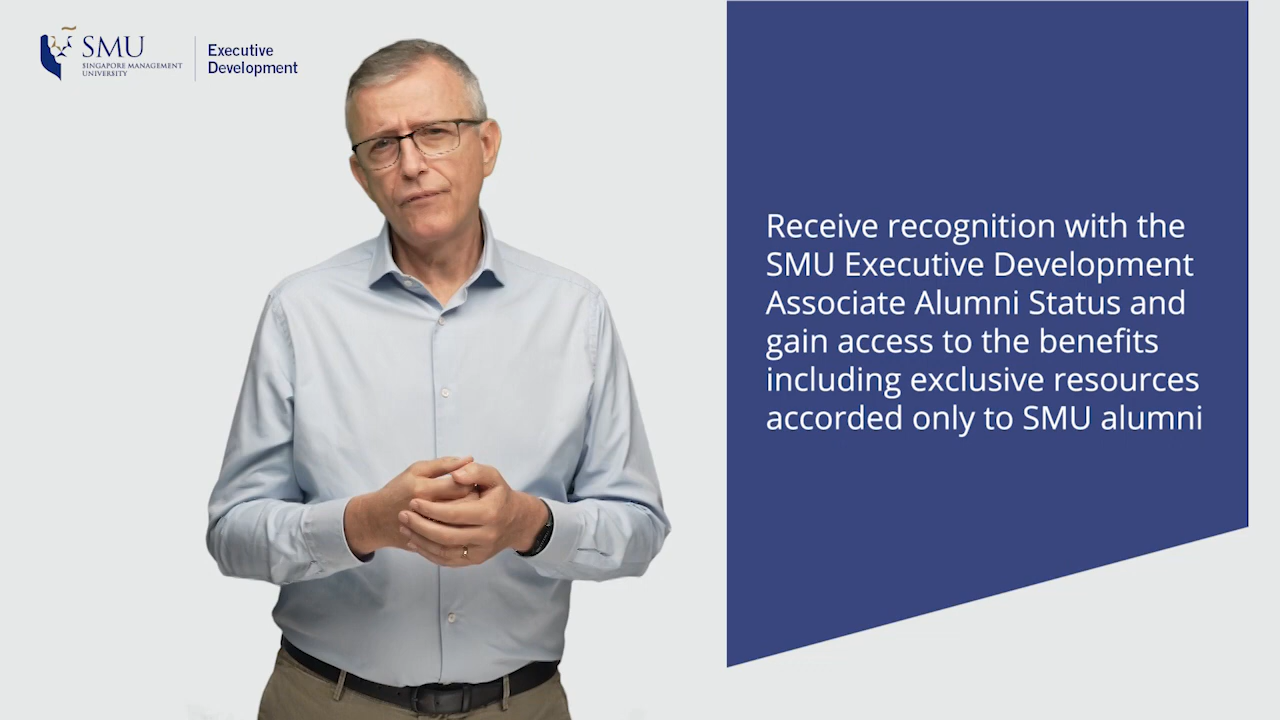 SMU
SINGAPORE MANAGEMENT
UNIVERSITY
Executive
Development
Receive recognition with the
SMU Executive Development
Associate Alumni Status and
gain access to the benefits
including exclusive resources
accorded only to SMU alumni